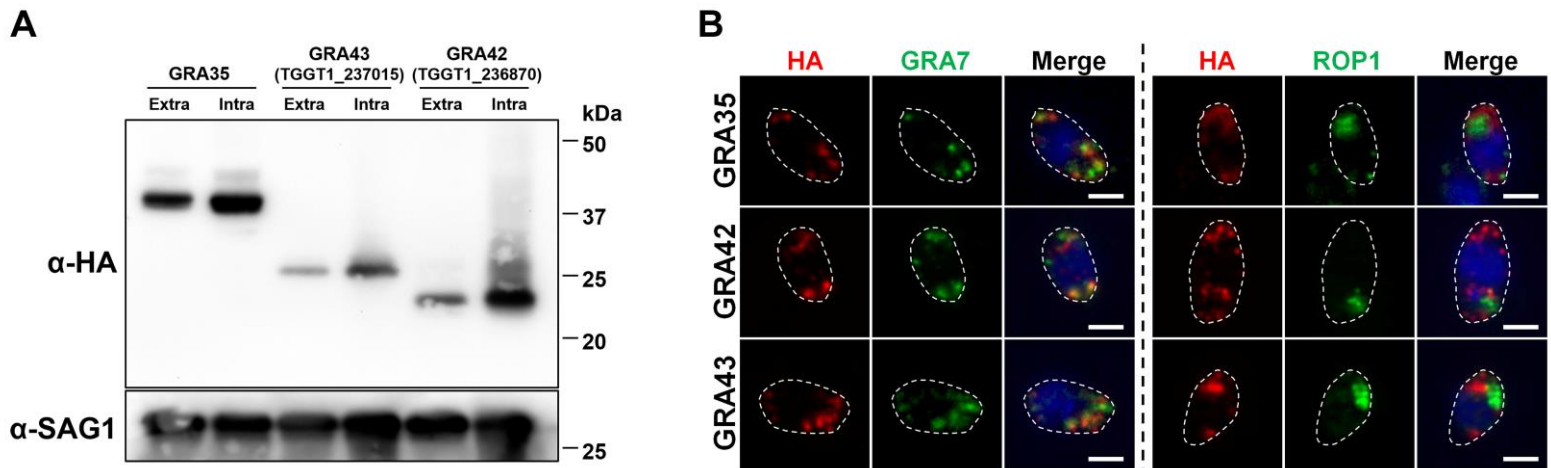 A
GRA35
GRA43
(TGGT1_237015)
GRA42
(TGGT1_236870)
Extra Intra Extra Intra Extra Intra
kDa
50
37
25
20
α-HA
α-SAG1
25
B
HA GRA7 Merge HA ROP1 Merge
GRA35
GRA42
GRA43